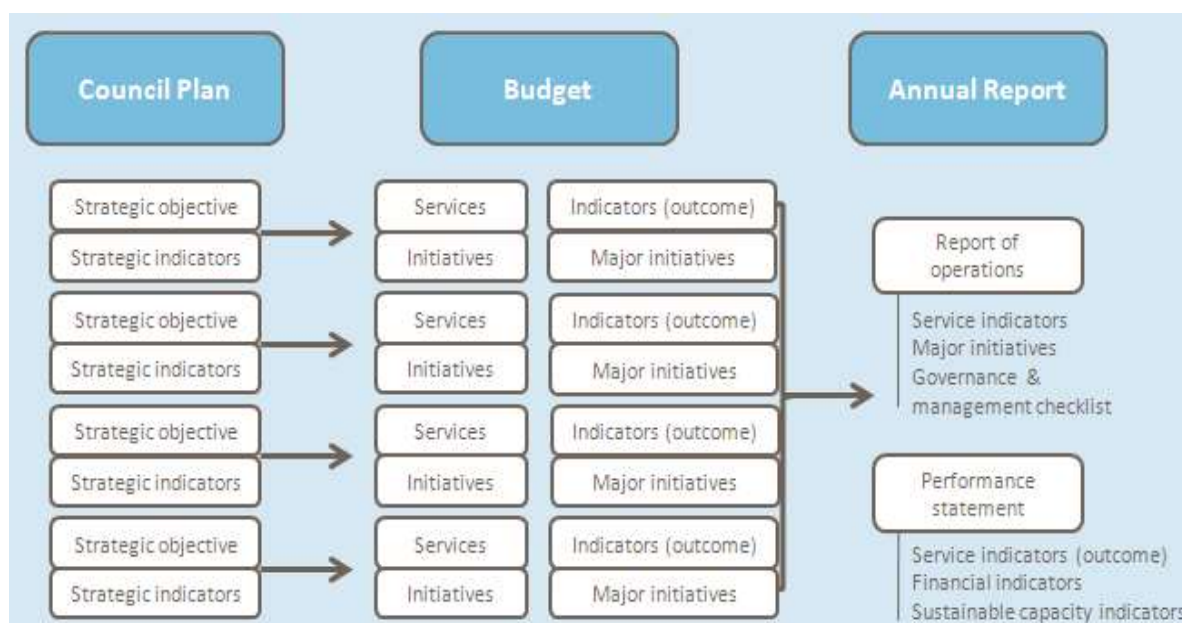 Council Plan
Budget
Annual Report
Strategic objective
Strategic indicators
Services
Initiatives
Indicators (outcome)
Major initiatives
Strategic objective
Strategic indicators
Services
Initiatives
Indicators (outcome)
Major initiatives
Strategic objective
Strategic indicators
Services
Initiatives
Indicators (outcome)
Major initiatives
Strategic objective
Strategic indicators
Services
Initiatives
Indicators (outcome)
Major initiatives
Report of
operations
Service indicators
Major initiatives
Governance &
management checklist
Performance
statement
Service indicators (outcome)
Financial indicators
Sustainable capacity indicators